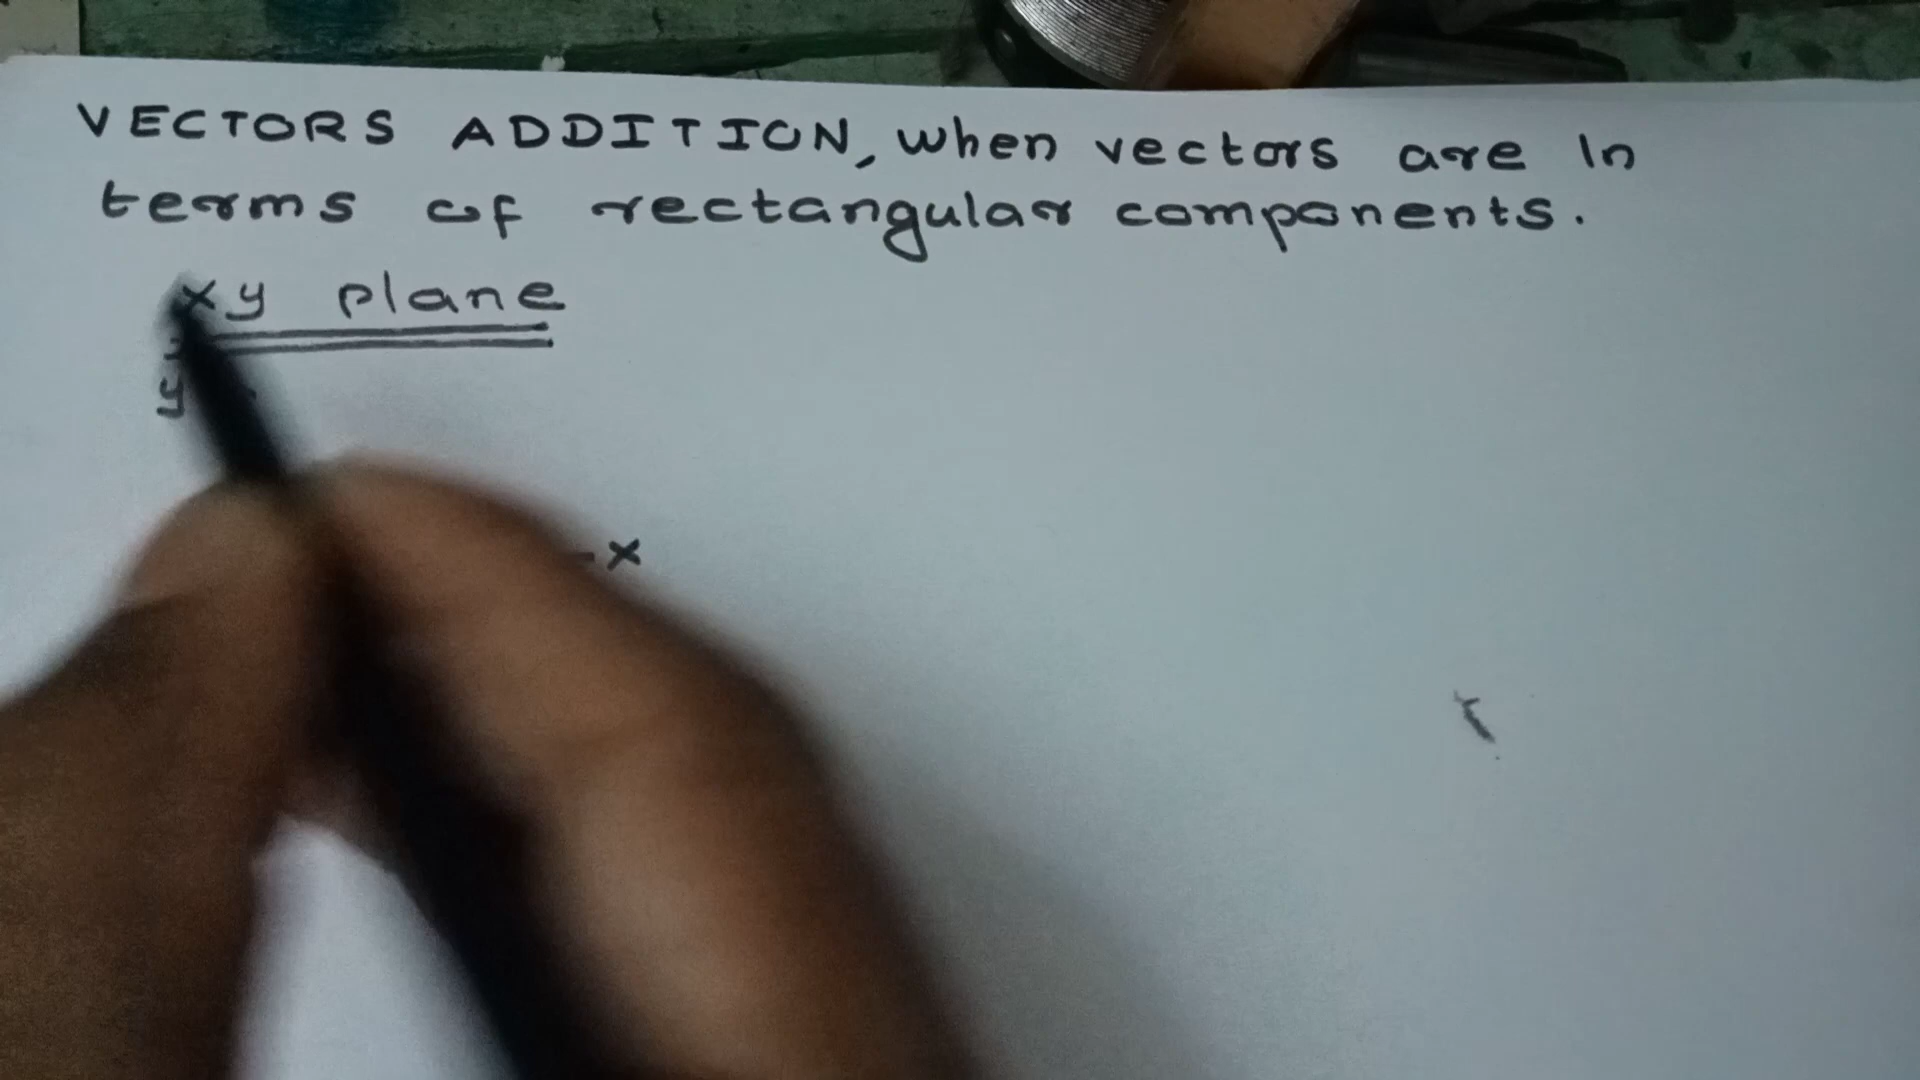 VECTORS ADDITION, when vectors are in
terms of rectangular components.
xy plane
y
x